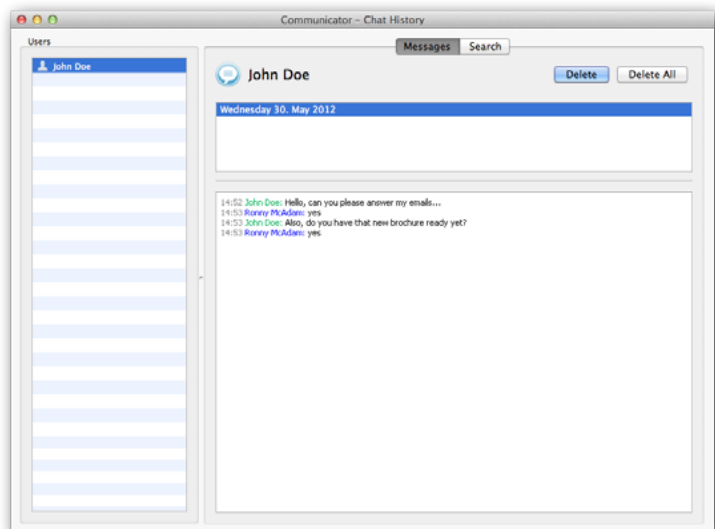 Communicator – Chat History
Users
John Doe
Messages Search
John Doe
Delete Delete All
Wednesday 30. May 2012
14:52 John Doe: Hello, can you please answer my emails...
14:53 Ronny McAdam: yes
14:53 John Doe: Also, do you have that new brochure ready yet?
14:53 Ronny McAdam: yes